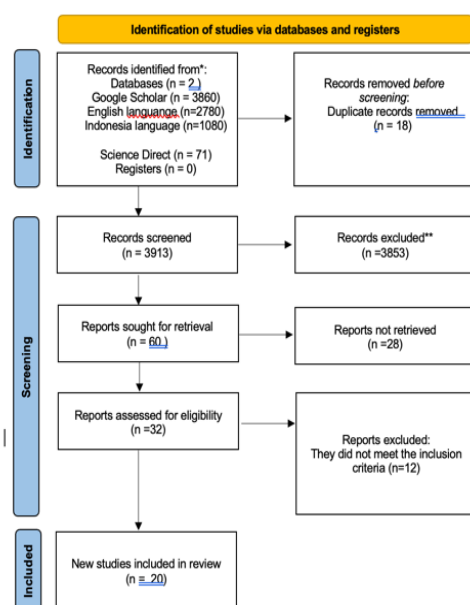 Identification of studies via databases and registers
Identification
Records identified from*:
Databases (n = 2 )
Google Scholar (n = 3860)
English languange (n=2780)
Indonesia language (n=1080)
Science Direct (n = 71)
Registers (n = 0)
Records removed before
screening:
Duplicate records removed
(n = 18)
Screening
Records screened
(n = 3913)
Records excluded**
(n =3853)
Reports sought for retrieval
(n = 60 )
Reports not retrieved
(n =28)
Reports assessed for eligibility
(n =32)
Reports excluded:
They did not meet the inclusion
criteria (n=12)
Included
New studies included in review
(n = 20)